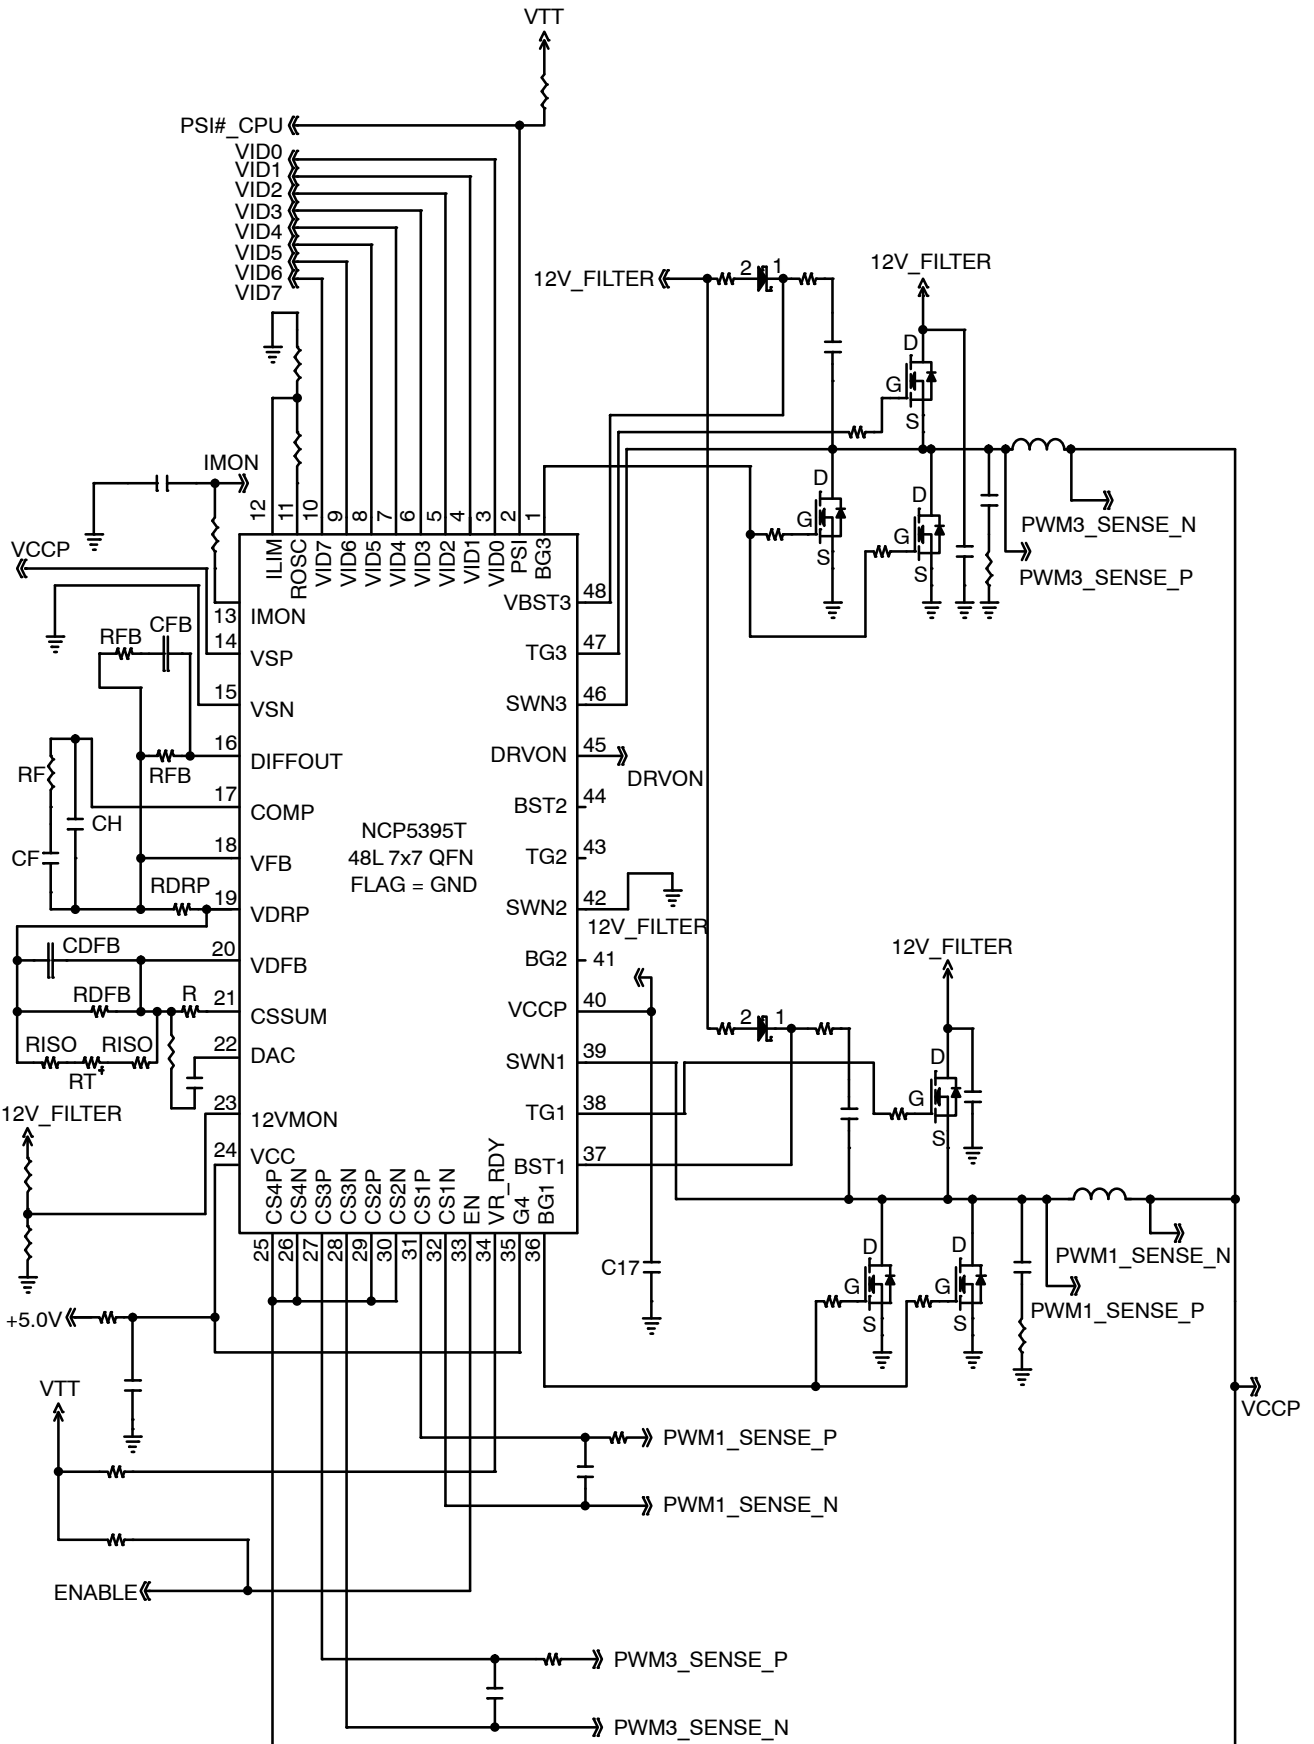 VTT
PSI#_CPU
VID0
VID1
VID2
VID3
VID4
VID5
VID6
VID7
12V_FILTER
2 1
12V_FILTER
D
G
S
IMON
12 11 10 9 8 7 6 5 4 3 2 1
ILIM ROSC VID7 VID6 VID5 VID4 VID3 VID2 VID1 VID0 PSI BG3
D
G
S
D
G
S
PWM3_SENSE_N
PWM3_SENSE_P
VCCP
13 IMON
14 VSP
15 VSN
16 DIFFOUT
17 COMP
18 VFB
19 VDRP
20 VDFB
21 CSSUM
22 DAC
23 12VMON
24 VCC
RFB
CFB
RFB
RF
CH
CF
RDRP
CDFB
RDFB
R
RISO
RISO
RT
12V_FILTER
NCP5395T
48L 7x7 QFN
FLAG = GND
VBST3 48
TG3 47
SWN3 46
DRVON 45
DRVON
BST2 44
TG2 43
SWN2 42
12V_FILTER
BG2 41
VCCP 40
SWN1 39
TG1 38
BST1 37
CS4P CS4N CS3P CS3N CS2P CS2N CS1P CS1N EN VR_RDY G4 BG1
25 26 27 28 29 30 31 32 33 34 35 36
2 1
12V_FILTER
D
G
S
C17
D
G
S
D
G
S
PWM1_SENSE_N
PWM1_SENSE_P
+5.0V
VTT
VCCP
PWM1_SENSE_P
PWM1_SENSE_N
ENABLE
PWM3_SENSE_P
PWM3_SENSE_N